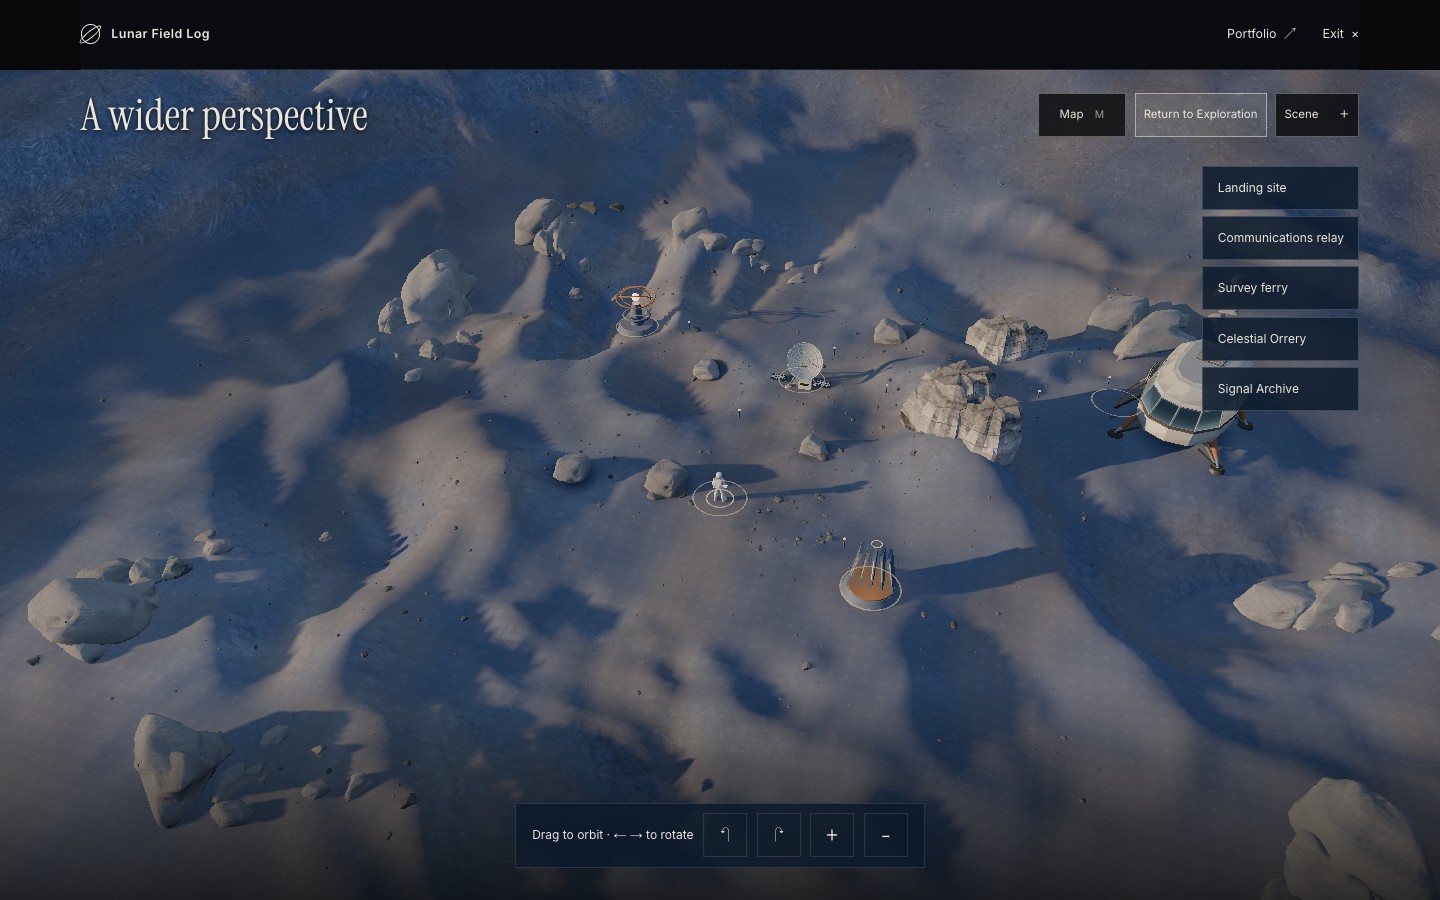 Lunar Field Log
Portfolio ↗
Exit ×
A wider perspective
Map M
Return to Exploration
Scene +
Landing site
Communications relay
Survey ferry
Celestial Orrery
Signal Archive
Drag to orbit · ← → to rotate
+
−